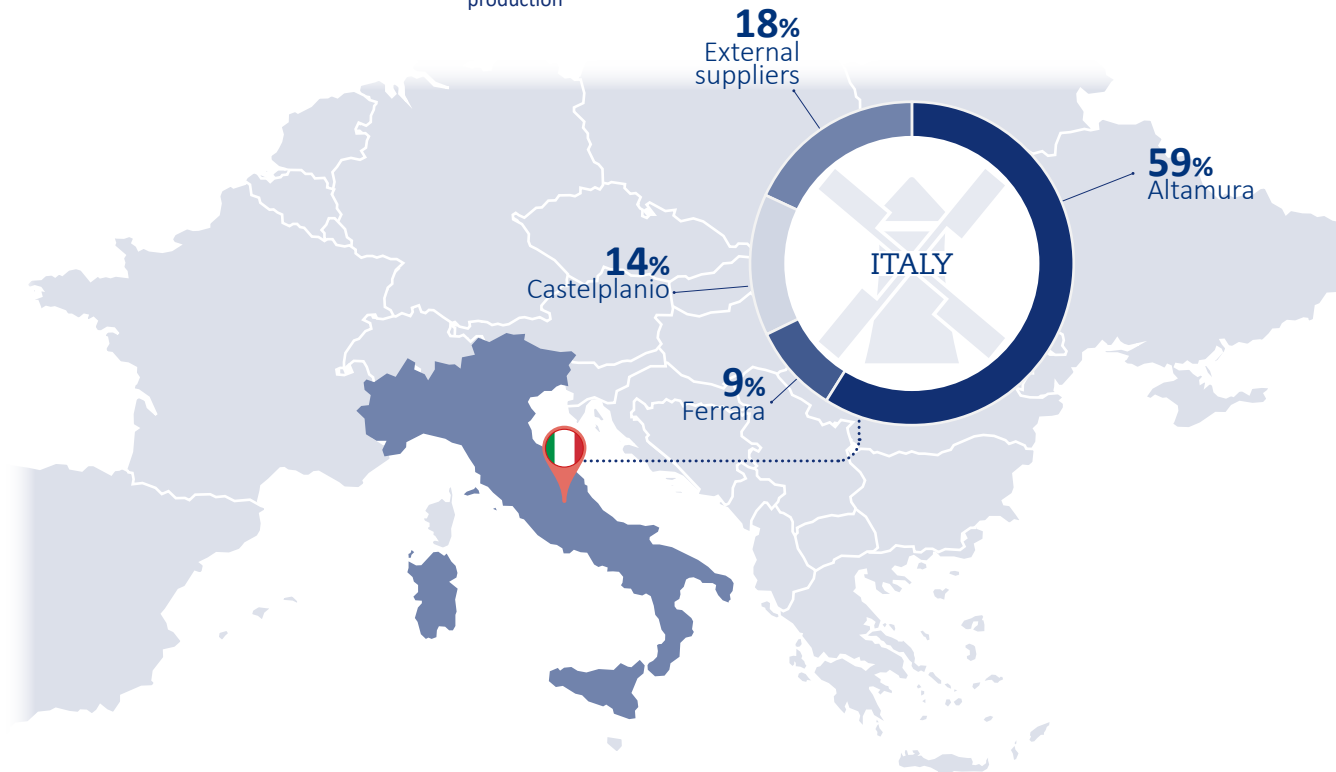 production
18%
External
suppliers
59%
Altamura
ITALY
14%
Castelplanio
9%
Ferrara